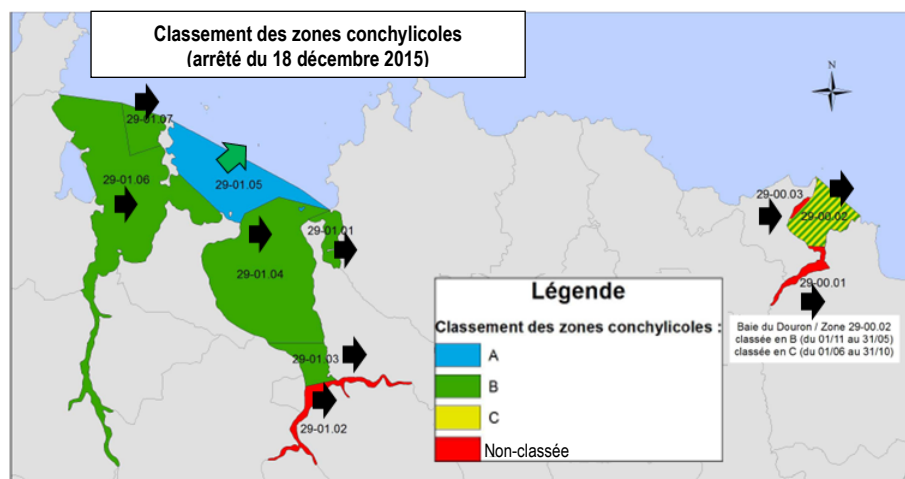 Classement des zones conchylicoles
(arrêté du 18 décembre 2015)
N
29-01.07
29-01.06
29-01.05
29-01.01
29-01.04
29-01.03
29-01.02
29-00.03
29-00.02
29-00.01
Baie du Douron / Zone 29-00.02
classée en B (du 01/11 au 31/05)
classée en C (du 01/06 au 31/10)
Légende
Classement des zones conchylicoles :
A
B
C
Non-classée